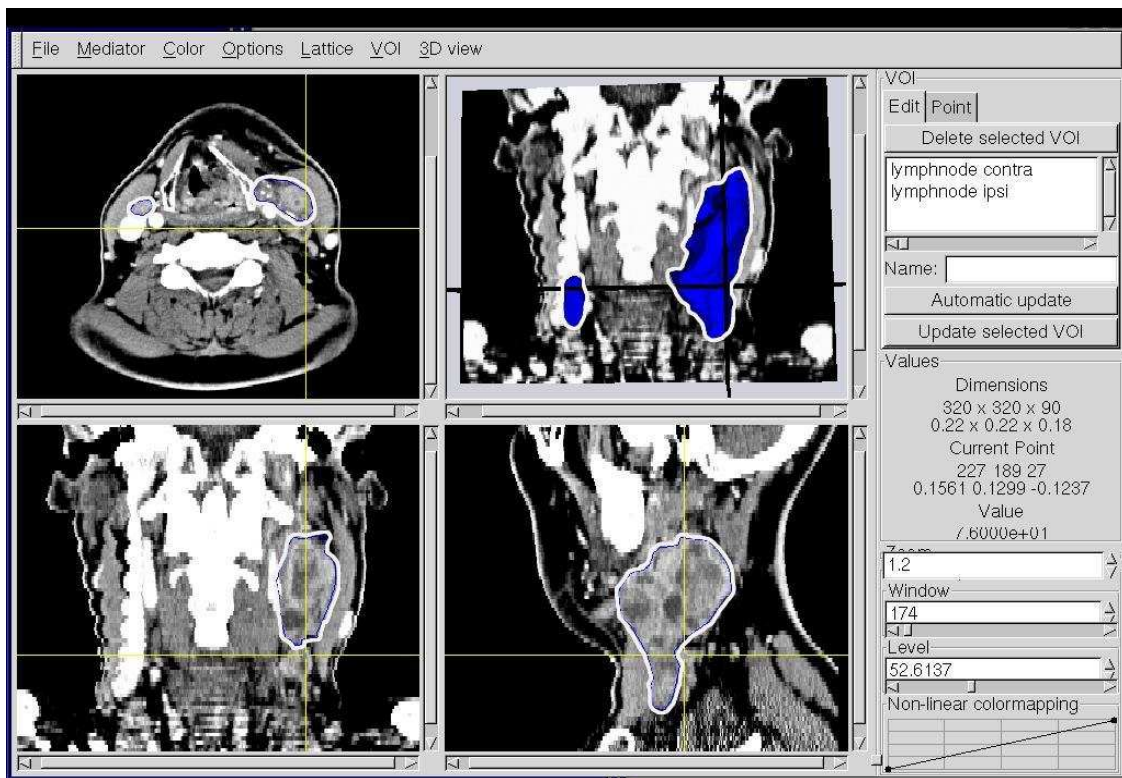 File Mediator Color Options Lattice VOI 3D view
VOI
Edit Point
Delete selected VOI
lymphnode contra
lymphnode ipsi
Name:
Automatic update
Update selected VOI
Values
Dimensions
320 x 320 x 90
0.22 x 0.22 x 0.18
Current Point
227 189 27
0.1561 0.1299 -0.1237
Value
7.6000e+01
Zoom
1.2
Window
174
Level
52.6137
Non-linear colormapping